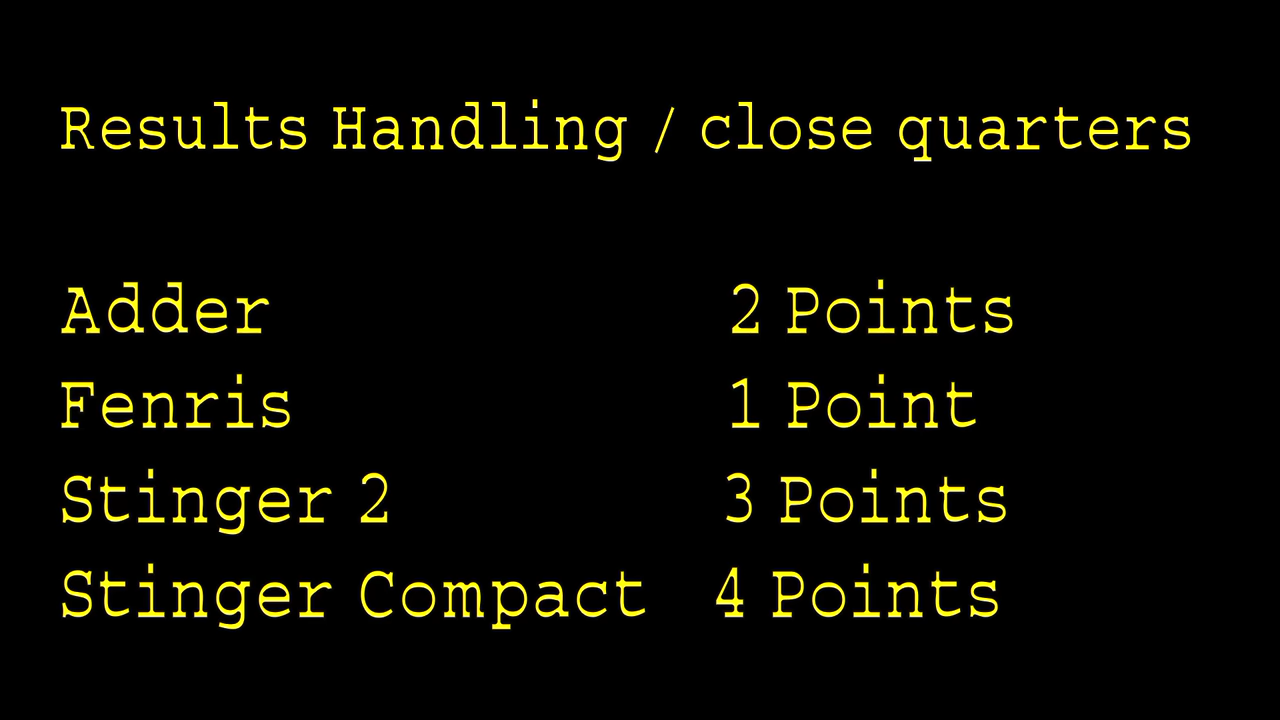 Results Handling / close quarters
Adder 2 Points
Fenris 1 Point
Stinger 2 3 Points
Stinger Compact 4 Points